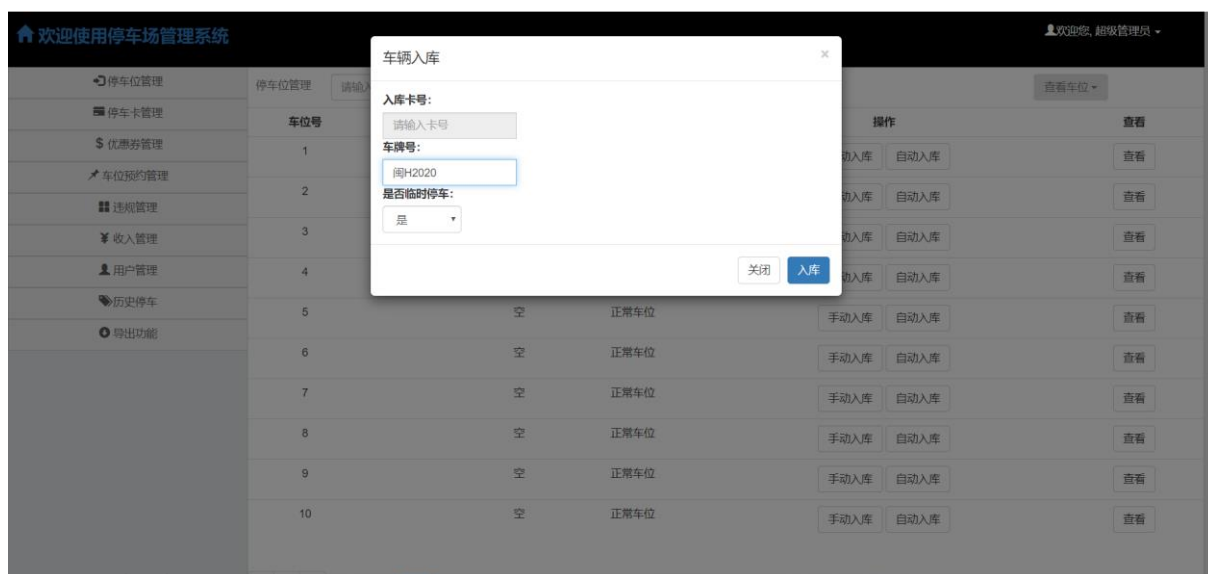 欢迎使用停车场管理系统
欢迎您, 超级管理员
停车位管理
停车卡管理
优惠券管理
车位预约管理
违规管理
收入管理
用户管理
历史停车
导出功能
停车位管理 请输入 查看车位
车位号 操作 查看
1 动入库 自动入库 查看
2 动入库 自动入库 查看
3 动入库 自动入库 查看
4 动入库 自动入库 查看
5 空 正常车位 手动入库 自动入库 查看
6 空 正常车位 手动入库 自动入库 查看
7 空 正常车位 手动入库 自动入库 查看
8 空 正常车位 手动入库 自动入库 查看
9 空 正常车位 手动入库 自动入库 查看
10 空 正常车位 手动入库 自动入库 查看
车辆入库 ×
入库卡号：
请输入卡号
车牌号：
闽H2020
是否临时停车：
是
关闭 入库